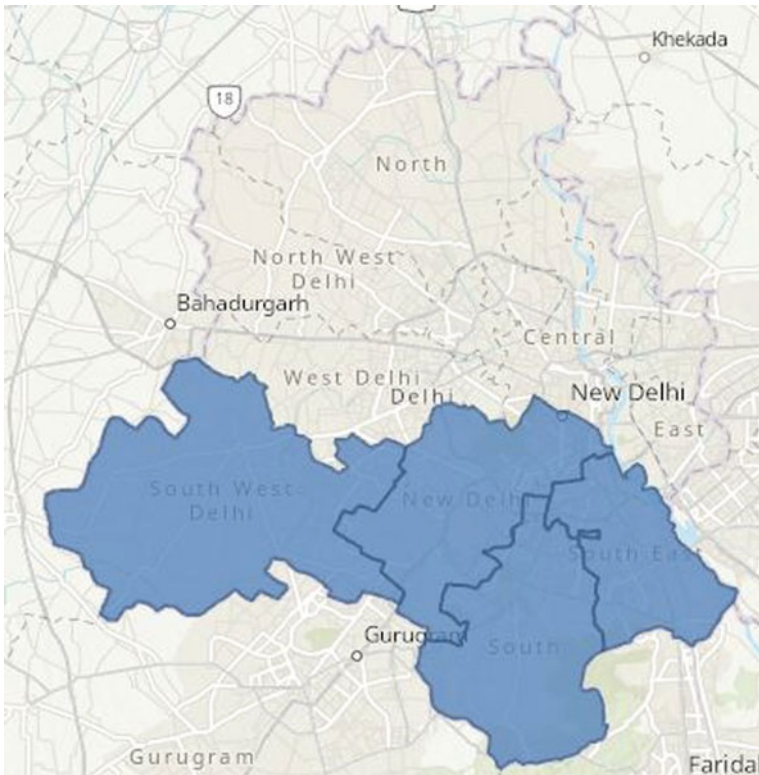 Khekada
18
North
North West
Delhi
Bahadurgarh
Central
West Delhi
Delhi
New Delhi
East
South West
Delhi
New Delh
South East
Gurugram
South
Gurugram
Farida